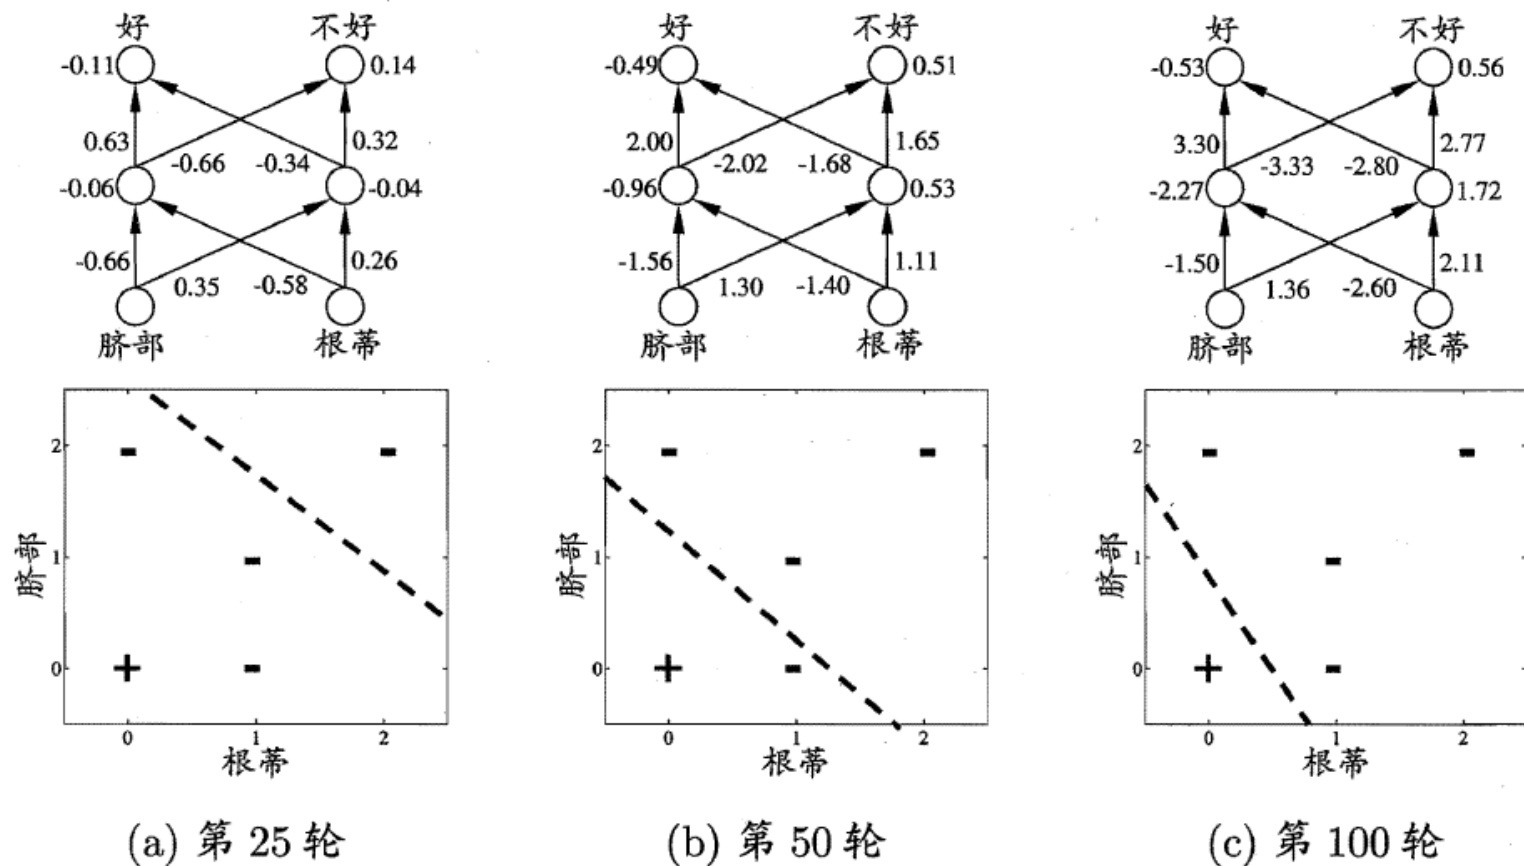 好 不好 好 不好 好 不好
-0.11 0.14 -0.49 0.51 -0.53 0.56
0.63 0.32 2.00 1.65 3.30 2.77
-0.66 -0.34 -2.02 -1.68 -3.33 -2.80
-0.06 -0.04 -0.96 0.53 -2.27 1.72
-0.66 0.26 -1.56 1.11 -1.50 2.11
0.35 -0.58 1.30 -1.40 1.36 -2.60
脐部 根蒂 脐部 根蒂 脐部 根蒂
2 2 2
脐部 1 脐部 1 脐部 1
0 0 0
0 1 2 0 1 2 0 1 2
根蒂 根蒂 根蒂
(a) 第 25 轮 (b) 第 50 轮 (c) 第 100 轮